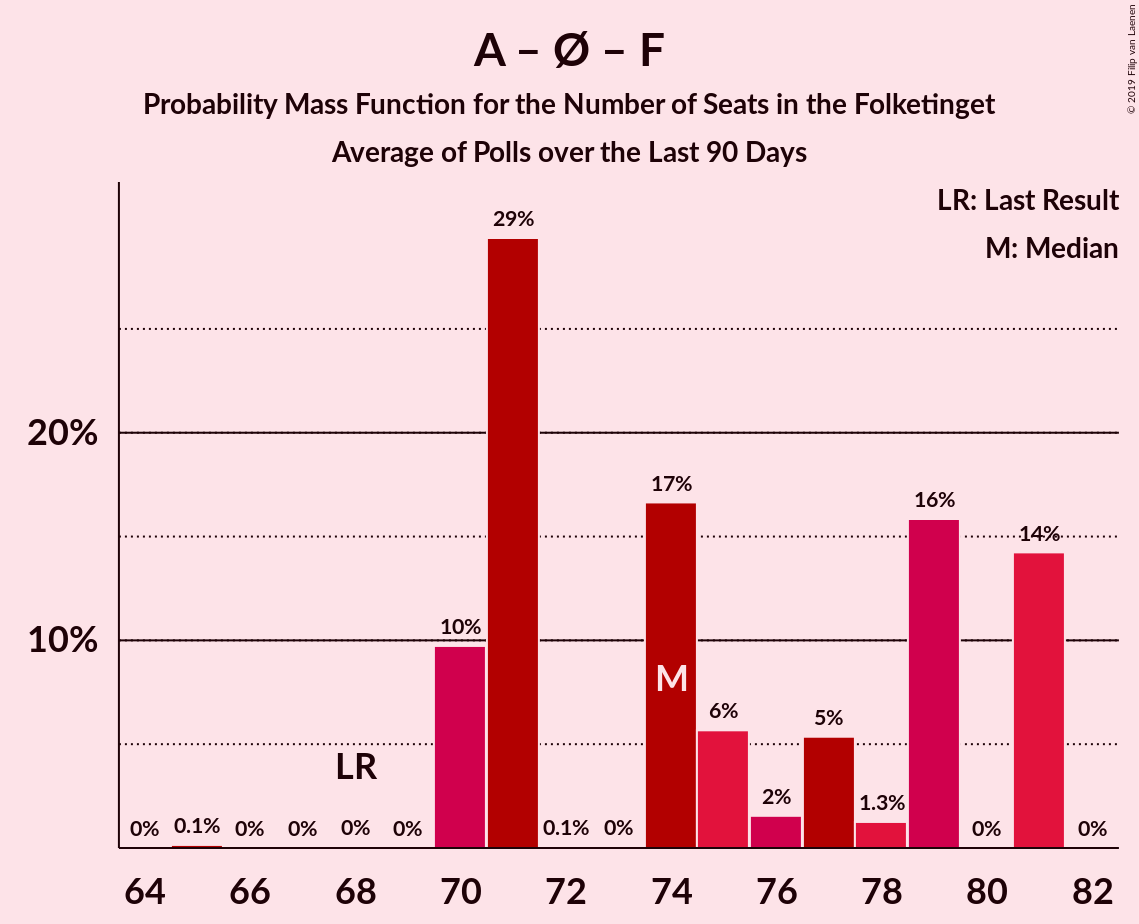 A – Ø – F
Probability Mass Function for the Number of Seats in the Folketinget
Average of Polls over the Last 90 Days
© 2019 Filip van Laenen
LR: Last Result
M: Median
20%
10%
0%
0.1%
0%
0%
0%
0%
10%
29%
0.1%
0%
17%
6%
2%
5%
1.3%
16%
0%
14%
0%
LR
M
64 66 68 70 72 74 76 78 80 82